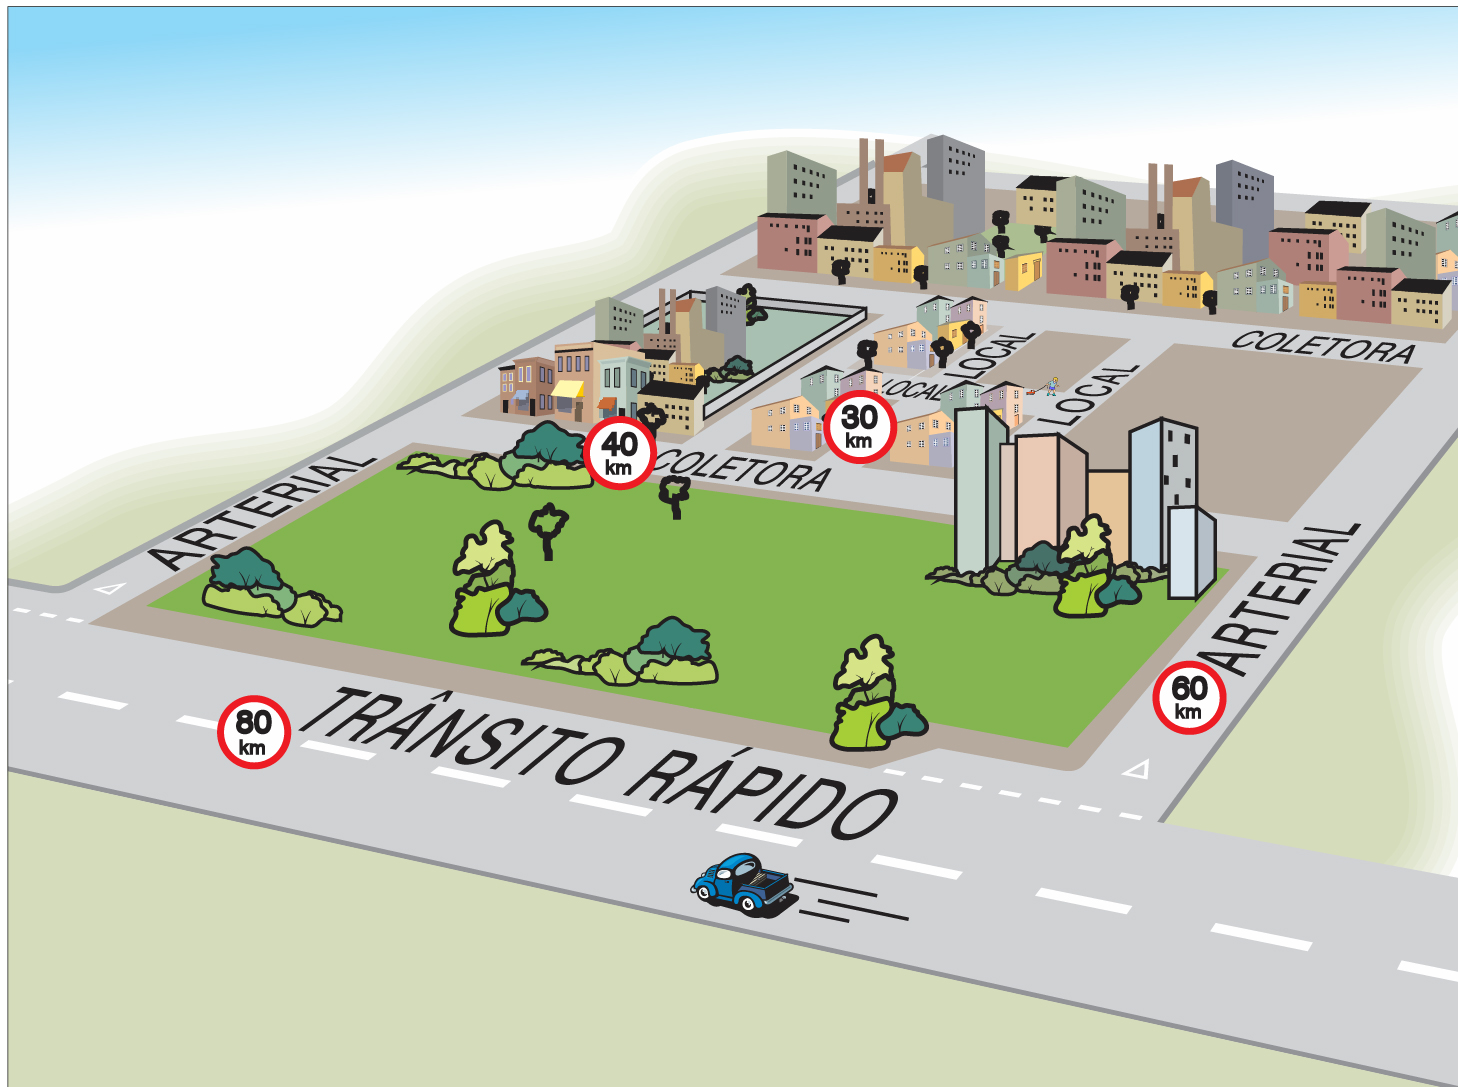 COLETORA
LOCAL
LOCAL
LOCAL
30
km
40
km
COLETORA
ARTERIAL
ARTERIAL
60
km
80
km
TRÂNSITO RÁPIDO